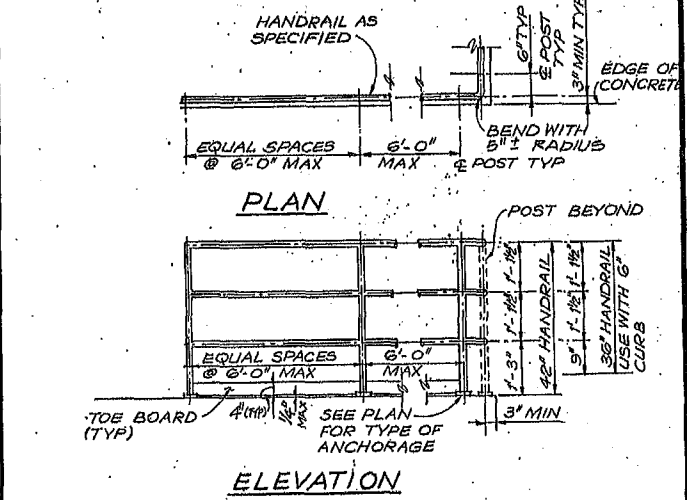 HANDRAIL AS
SPECIFIED
6" TYP
℄ POST
TYP
3" MIN TYP
EDGE OF
CONCRETE
BEND WITH
5"± RADIUS
EQUAL SPACES
@ 6'-0" MAX
6'-0"
MAX
℄ POST TYP
PLAN
POST BEYOND
1'-1½"
1'-1½"
1'-3"
42" HANDRAIL
1'-1½"
1'-1½"
9"
36" HANDRAIL
USE WITH 6"
CURB
EQUAL SPACES
@ 6'-0" MAX
6'-0"
MAX
TOE BOARD
(TYP)
4" (TYP)
¼"
MAX
SEE PLAN
FOR TYPE OF
ANCHORAGE
3" MIN
ELEVATION